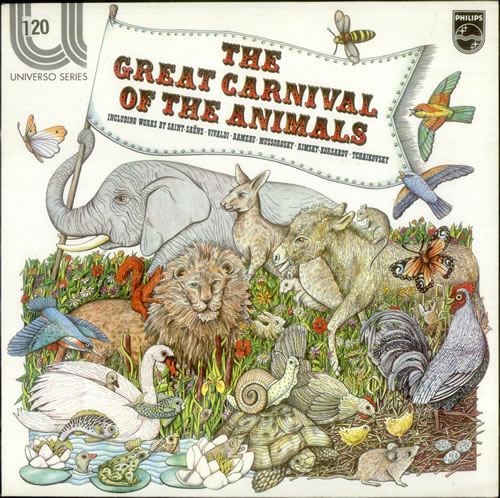 120
UNIVERSO SERIES
PHILIPS
THE
GREAT CARNIVAL
OF THE ANIMALS
INCLUDING WORKS BY SAINT-SAËNS · VIVALDI · RAMEAU · MUSSORGSKY · RIMSKY-KORSAKOV · TCHAIKOVSKY